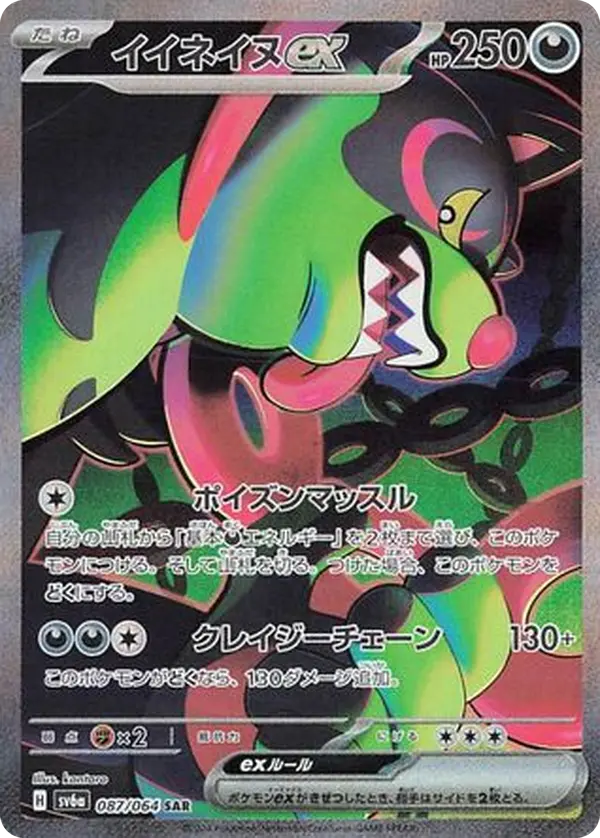 たね イイネイヌex HP250
ポイズンマッスル
自分の山札から「基本エネルギー」を2枚まで選び、このポケ
モンにつける。そして山札を切る。つけた場合、このポケモンを
どくにする。
クレイジーチェーン 130+
このポケモンがどくなら、130ダメージ追加。
弱点 ×2 抵抗力 にげる
exルール
ポケモンexがきぜつしたとき、相手はサイドを2枚とる。
Illus. kantaro
H SV6a 087/064 SAR